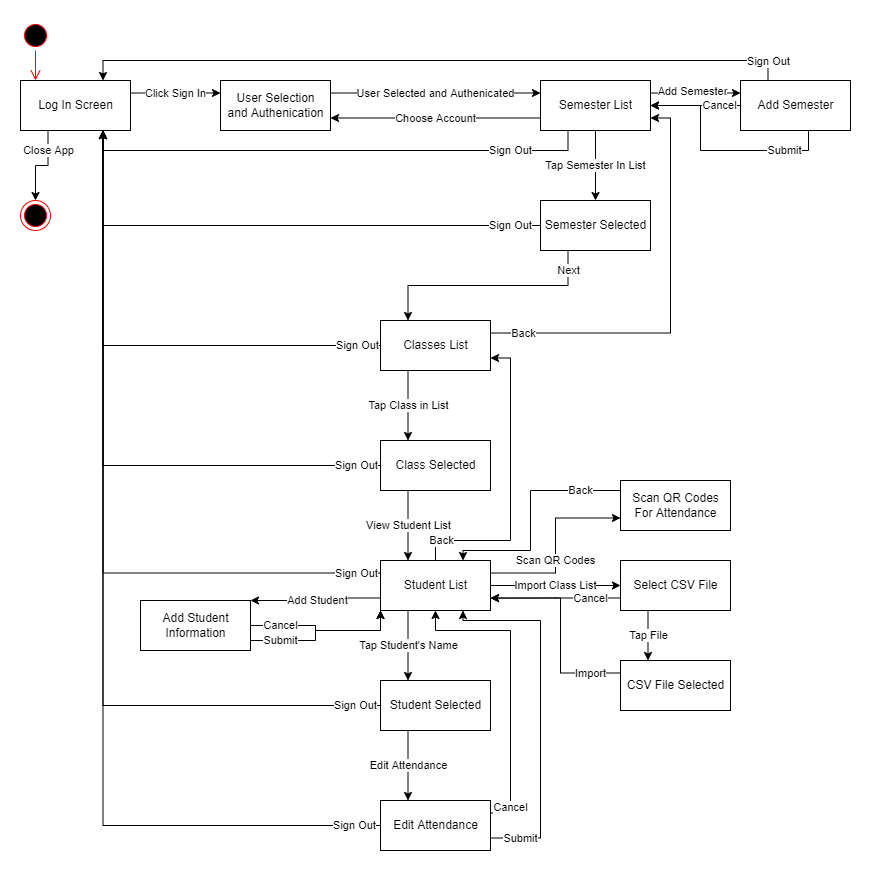 Sign Out
Log In Screen
Click Sign In
User Selection
and Authenication
User Selected and Authenicated
Choose Account
Semester List
Add Semester
Cancel
Add Semester
Submit
Close App
Sign Out
Tap Semester In List
Sign Out
Semester Selected
Next
Sign Out
Classes List
Back
Tap Class in List
Sign Out
Class Selected
View Student List
Back
Back
Scan QR Codes
For Attendance
Scan QR Codes
Sign Out
Student List
Import Class List
Cancel
Select CSV File
Add Student
Add Student
Information
Cancel
Submit
Tap Student's Name
Tap File
Import
CSV File Selected
Sign Out
Student Selected
Edit Attendance
Cancel
Sign Out
Edit Attendance
Submit